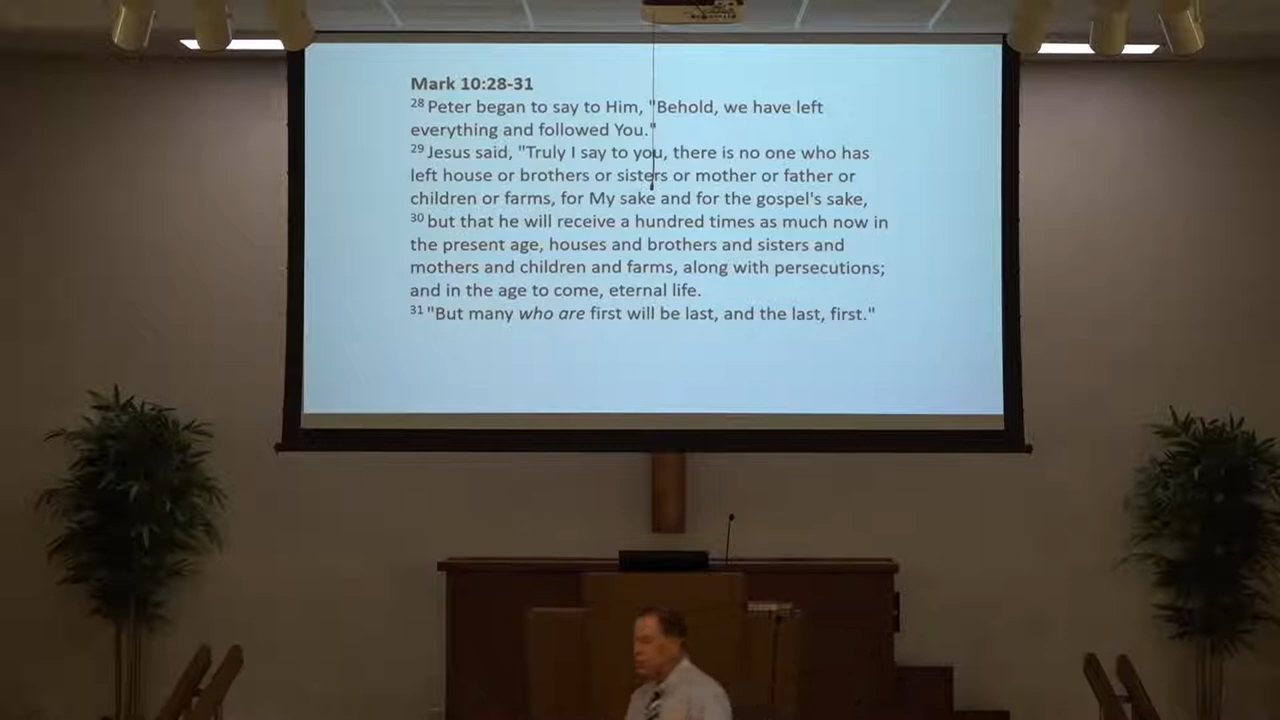 Mark 10:28-31
28 Peter began to say to Him, "Behold, we have left
everything and followed You."
29 Jesus said, "Truly I say to you, there is no one who has
left house or brothers or sisters or mother or father or
children or farms, for My sake and for the gospel's sake,
30 but that he will receive a hundred times as much now in
the present age, houses and brothers and sisters and
mothers and children and farms, along with persecutions;
and in the age to come, eternal life.
31 "But many who are first will be last, and the last, first."